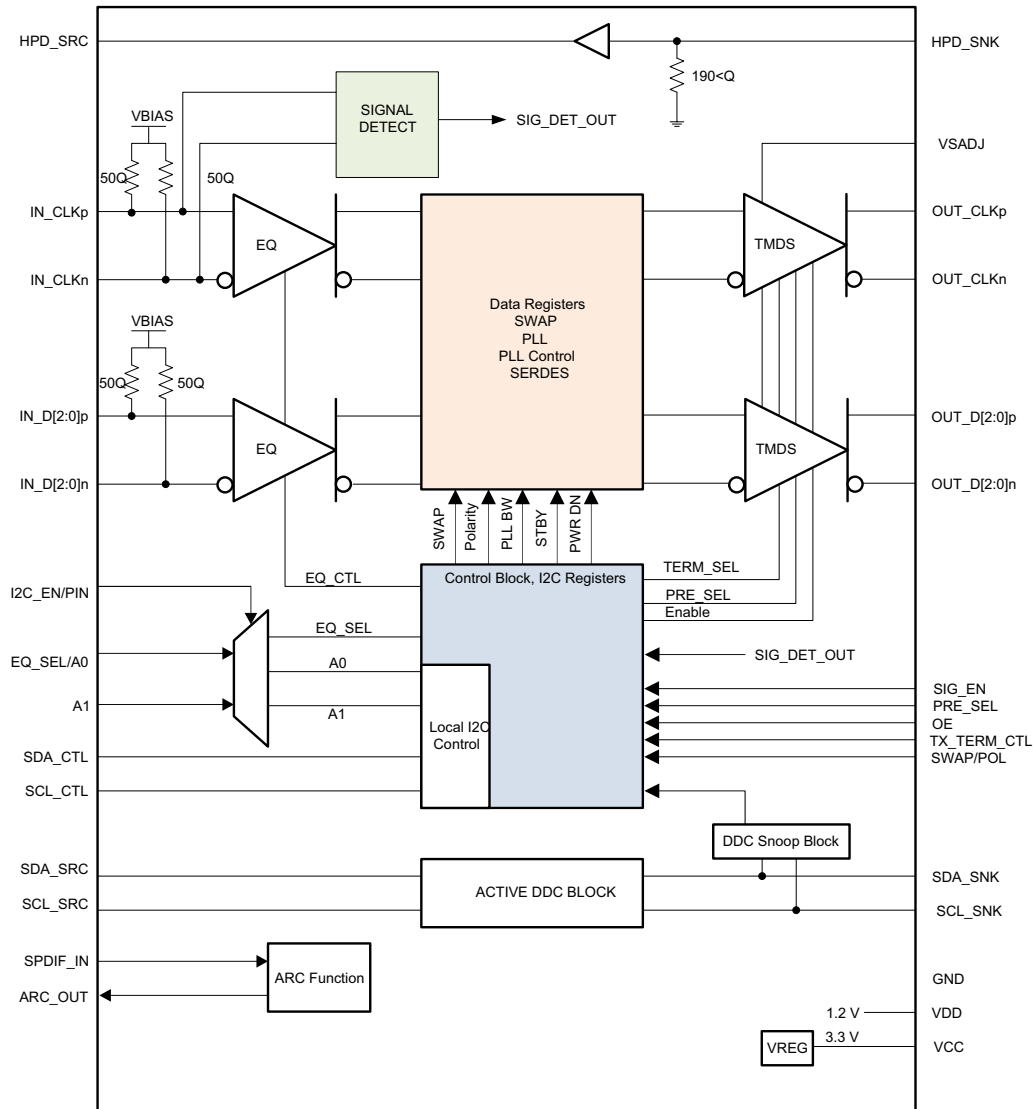 HPD_SRC
HPD_SNK
190<Q
SIGNAL
DETECT
SIG_DET_OUT
VBIAS
VSADJ
50Q
50Q
IN_CLKp
OUT_CLKp
EQ
TMDS
IN_CLKn
OUT_CLKn
Data Registers
SWAP
PLL
PLL Control
SERDES
VBIAS
50Q
50Q
IN_D[2:0]p
OUT_D[2:0]p
EQ
TMDS
IN_D[2:0]n
OUT_D[2:0]n
SWAP
Polarity
PLL BW
STBY
PWR DN
EQ_CTL
Control Block, I2C Registers
TERM_SEL
I2C_EN/PIN
PRE_SEL
Enable
EQ_SEL
EQ_SEL/A0
A0
SIG_DET_OUT
SIG_EN
A1
A1
PRE_SEL
Local I2C
Control
OE
TX_TERM_CTL
SDA_CTL
SWAP/POL
SCL_CTL
DDC Snoop Block
SDA_SRC
ACTIVE DDC BLOCK
SDA_SNK
SCL_SRC
SCL_SNK
SPDIF_IN
ARC Function
GND
ARC_OUT
1.2 V
VDD
VREG
3.3 V
VCC